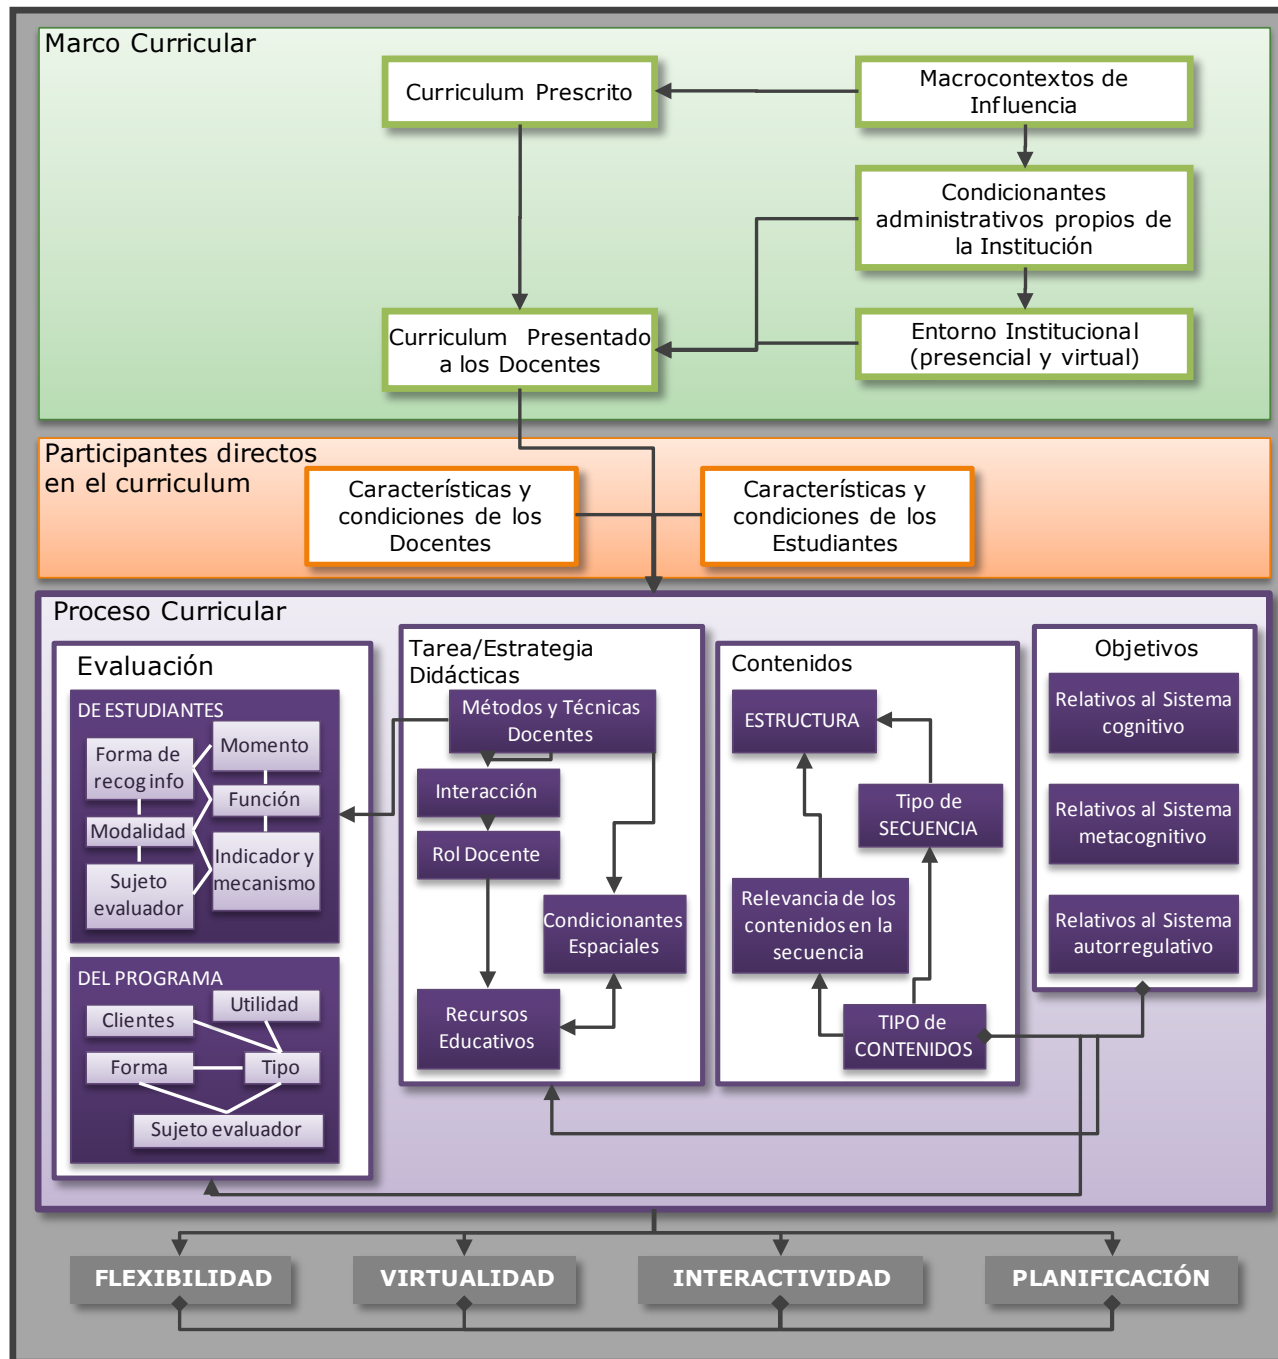 Marco Curricular
Curriculum Prescrito
Macrocontextos de
Influencia
Condicionantes
administrativos propios de
la Institución
Curriculum Presentado
a los Docentes
Entorno Institucional
(presencial y virtual)
Participantes directos
en el curriculum
Características y
condiciones de los
Docentes
Características y
condiciones de los
Estudiantes
Proceso Curricular
Evaluación
DE ESTUDIANTES
Forma de
recog info
Momento
Función
Modalidad
Indicador y
mecanismo
Sujeto
evaluador
DEL PROGRAMA
Utilidad
Clientes
Forma
Tipo
Sujeto evaluador
Tarea/Estrategia
Didácticas
Métodos y Técnicas
Docentes
Interacción
Rol Docente
Condicionantes
Espaciales
Recursos
Educativos
Contenidos
ESTRUCTURA
Tipo de
SECUENCIA
Relevancia de los
contenidos en la
secuencia
TIPO de
CONTENIDOS
Objetivos
Relativos al Sistema
cognitivo
Relativos al Sistema
metacognitivo
Relativos al Sistema
autorregulativo
FLEXIBILIDAD
VIRTUALIDAD
INTERACTIVIDAD
PLANIFICACIÓN